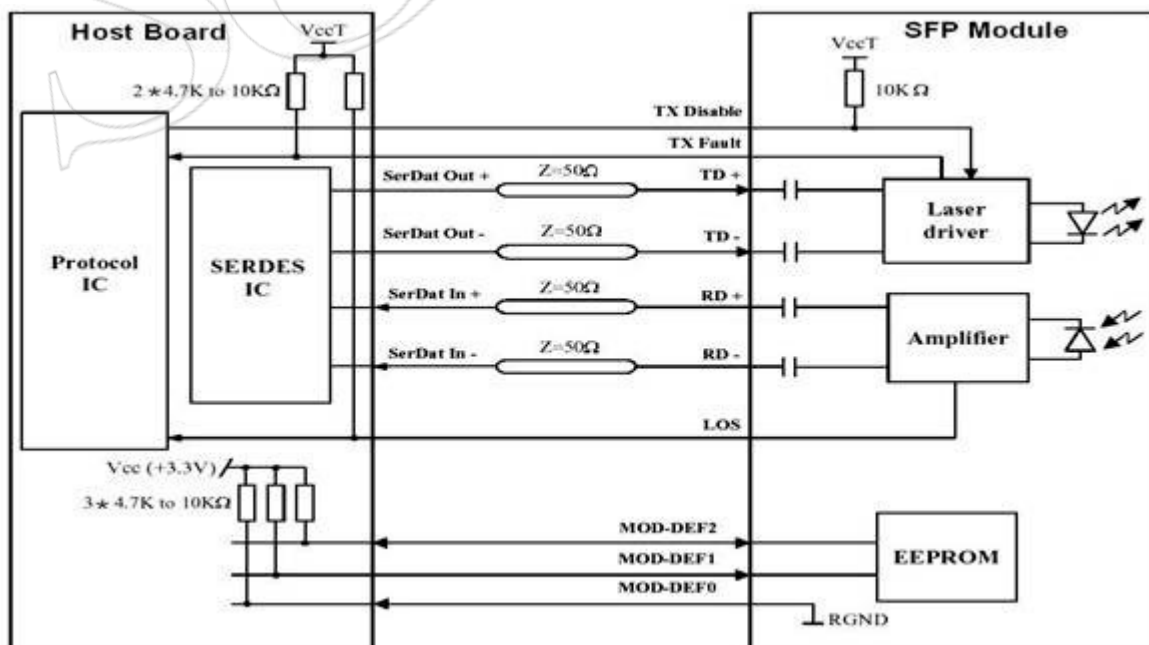 Host Board
SFP Module
VccT
VccT
2*4.7K to 10KΩ
10KΩ
TX Disable
TX Fault
SerDat Out +
Z=50Ω
TD +
SerDat Out -
Z=50Ω
TD -
Laser
driver
Protocol
IC
SERDES
IC
SerDat In +
Z=50Ω
RD +
SerDat In -
Z=50Ω
RD -
Amplifier
LOS
Vcc (+3.3V)
3*4.7K to 10KΩ
MOD-DEF2
MOD-DEF1
MOD-DEF0
EEPROM
RGND